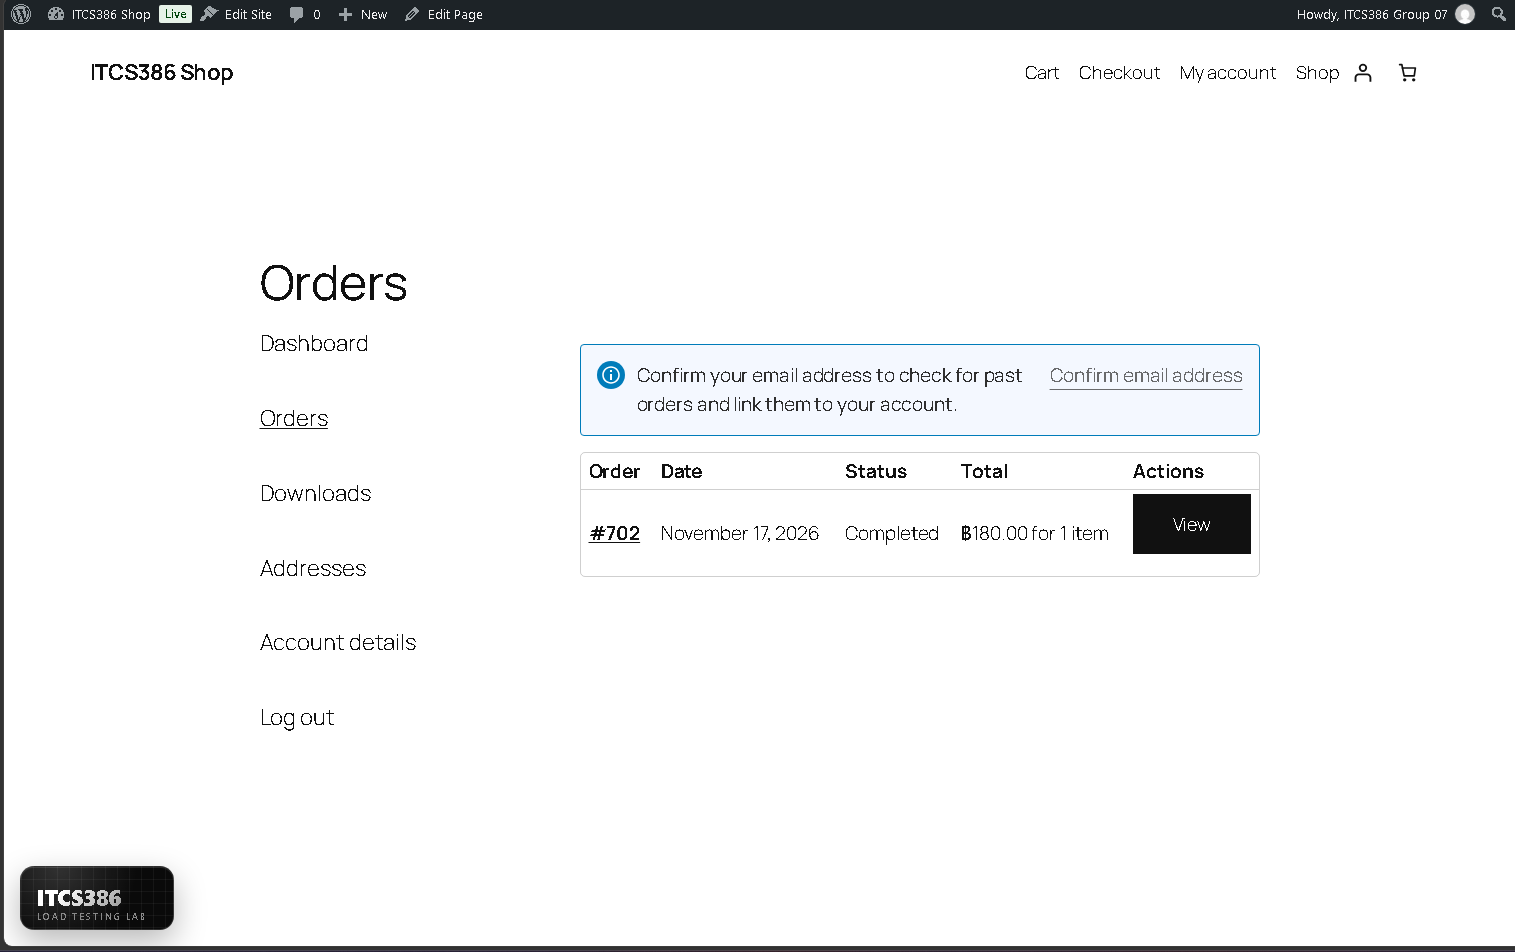 ITCS386 Shop Live Edit Site 0 New Edit Page Howdy, ITCS386 Group 07
ITCS386 Shop Cart Checkout My account Shop
Orders
Dashboard
Orders
Downloads
Addresses
Account details
Log out
Confirm your email address to check for past Confirm email address
orders and link them to your account.
Order Date Status Total Actions
#702 November 17, 2026 Completed ฿180.00 for 1 item View
ITCS386
LOAD TESTING LAB